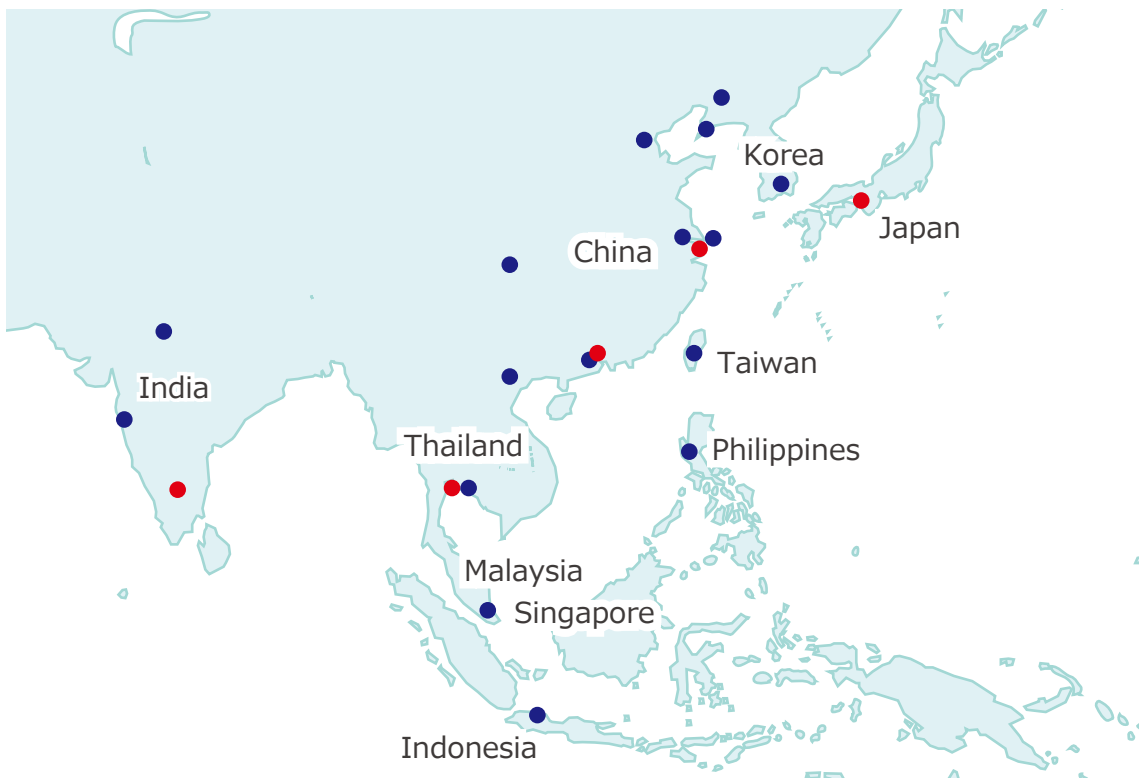 Korea
Japan
China
Taiwan
India
Thailand
Philippines
Malaysia
Singapore
Indonesia